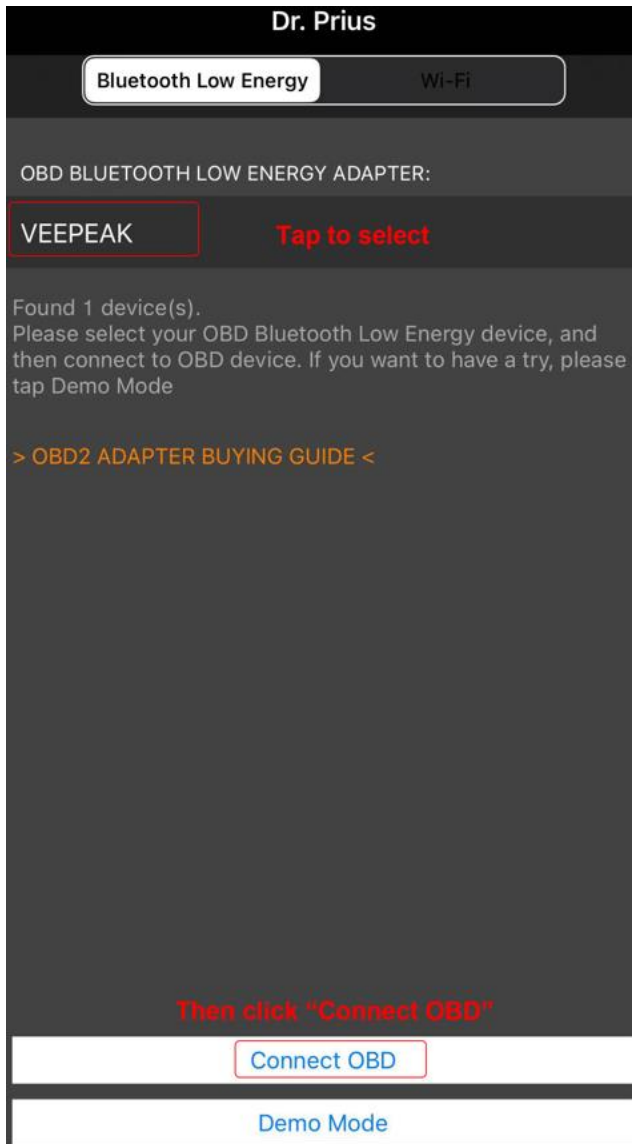 Dr. Prius
Bluetooth Low Energy Wi-Fi
OBD BLUETOOTH LOW ENERGY ADAPTER:
VEEPEAK Tap to select
Found 1 device(s).
Please select your OBD Bluetooth Low Energy device, and
then connect to OBD device. If you want to have a try, please
tap Demo Mode
> OBD2 ADAPTER BUYING GUIDE <
Then click “Connect OBD”
Connect OBD
Demo Mode